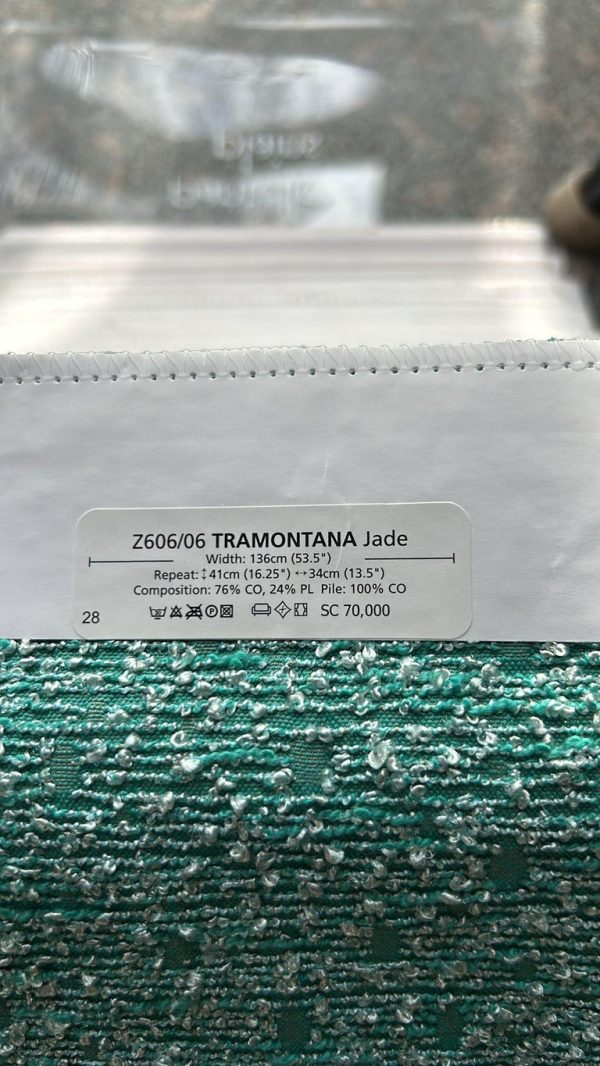 Z606/06 TRAMONTANA Jade
Width: 136cm (53.5")
Repeat: ↕41cm (16.25") ↔34cm (13.5")
Composition: 76% CO, 24% PL Pile: 100% CO
28 SC 70,000